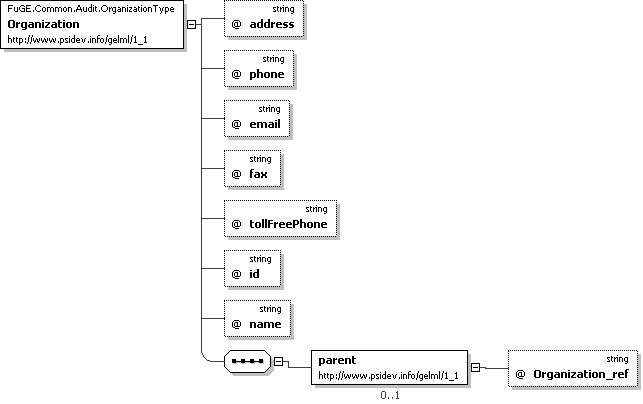 FuGE.Common.Audit.OrganizationType
Organization
http://www.psidev.info/gelml/1_1
string
@ address
string
@ phone
string
@ email
string
@ fax
string
@ tollFreePhone
string
@ id
string
@ name
parent
http://www.psidev.info/gelml/1_1
0..1
string
@ Organization_ref